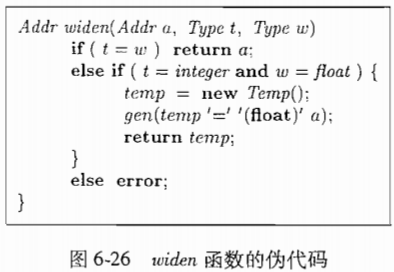 Addr widen(Addr a, Type t, Type w)
if ( t = w ) return a;
else if ( t = integer and w = float ) {
temp = new Temp();
gen(temp '=' '(float)' a);
return temp;
}
else error;
}
图 6-26 widen 函数的伪代码